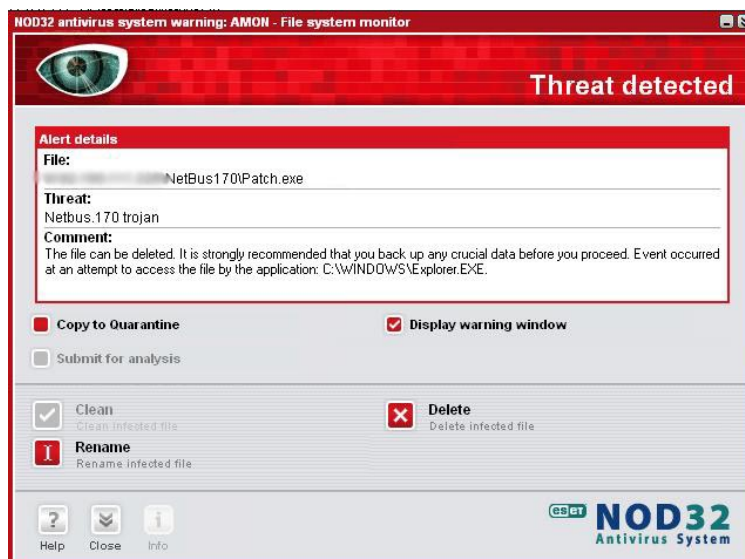 NOD32 antivirus system warning: AMON - File system monitor
Threat detected
Alert details
File:
NetBus170\Patch.exe
Threat:
Netbus.170 trojan
Comment:
The file can be deleted. It is strongly recommended that you back up any crucial data before you proceed. Event occurred
at an attempt to access the file by the application: C:\WINDOWS\Explorer.EXE.
Copy to Quarantine
Display warning window
Submit for analysis
Clean
Clean infected file
Delete
Delete infected file
Rename
Rename infected file
Help
Close
Info
eseT NOD32
Antivirus System